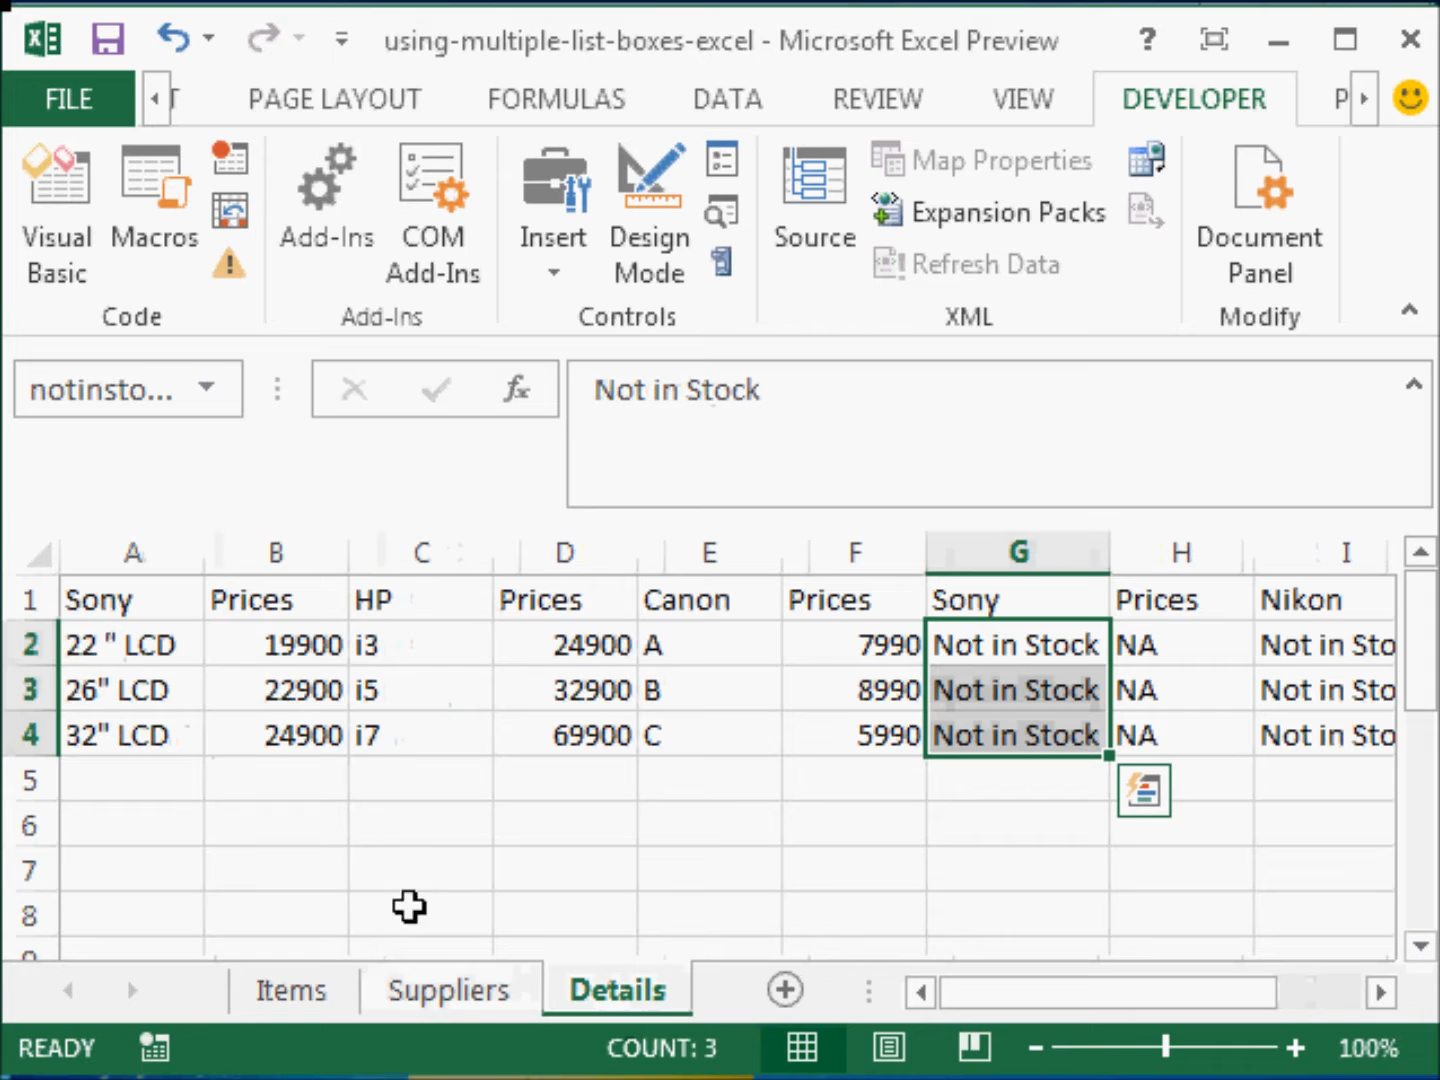 using-multiple-list-boxes-excel - Microsoft Excel Preview
FILE PAGE LAYOUT FORMULAS DATA REVIEW VIEW DEVELOPER
Map Properties
Expansion Packs
Refresh Data
Visual Basic Macros Add-Ins COM Add-Ins Insert Design Mode Source Document Panel
Code Add-Ins Controls XML Modify
notinsto... fx Not in Stock
A B C D E F G H I
1 Sony Prices HP Prices Canon Prices Sony Prices Nikon
2 22 " LCD 19900 i3 24900 A 7990 Not in Stock NA Not in Sto
3 26" LCD 22900 i5 32900 B 8990 Not in Stock NA Not in Sto
4 32" LCD 24900 i7 69900 C 5990 Not in Stock NA Not in Sto
5
6
7
8
Items Suppliers Details
READY COUNT: 3 100%